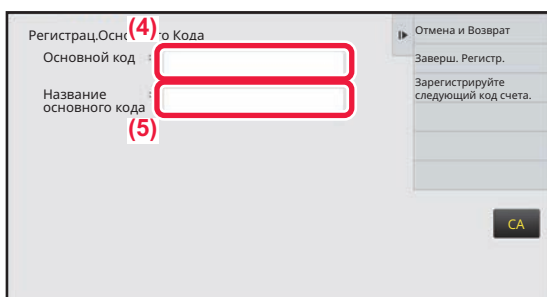 (4)
Регистрац.Осно го Кода
Основной код :
Название :
основного кода
(5)
Отмена и Возврат
Заверш. Регистр.
Зарегистрируйте
следующий код счета.
CA